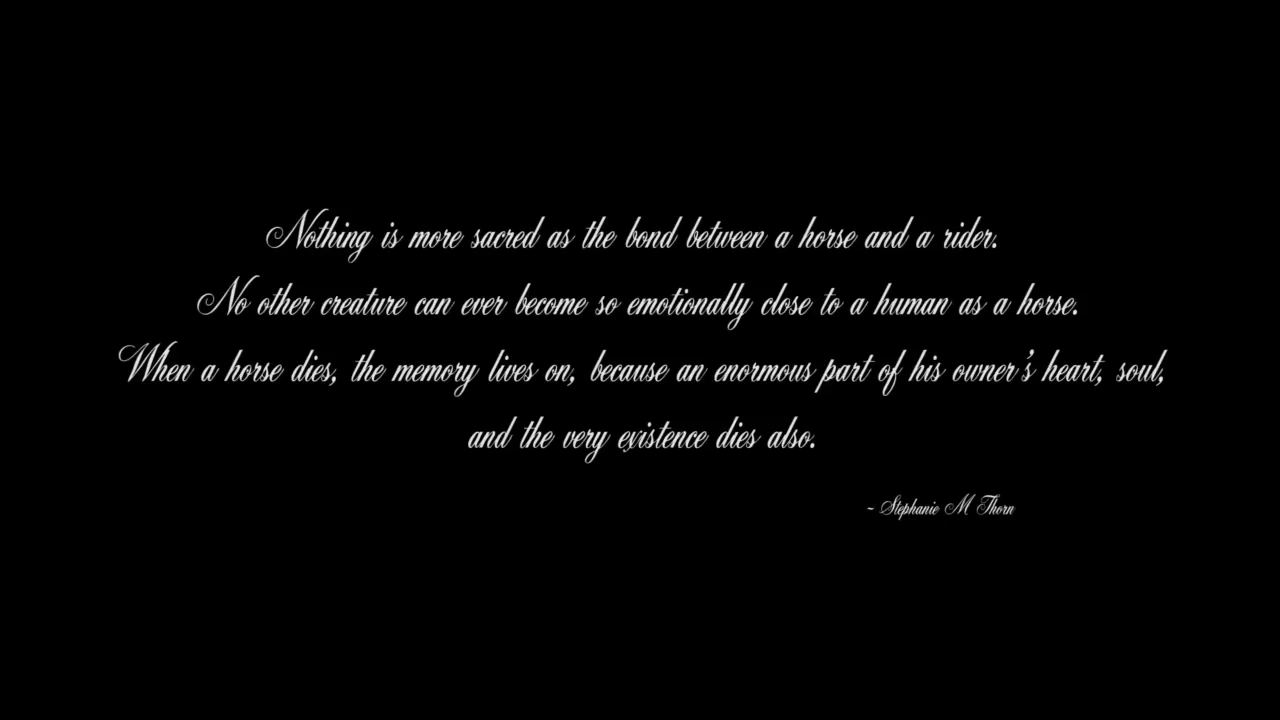 Nothing is more sacred as the bond between a horse and a rider.
No other creature can ever become so emotionally close to a human as a horse.
When a horse dies, the memory lives on, because an enormous part of his owner's heart, soul,
and the very existence dies also.
~ Stephanie M Thorn